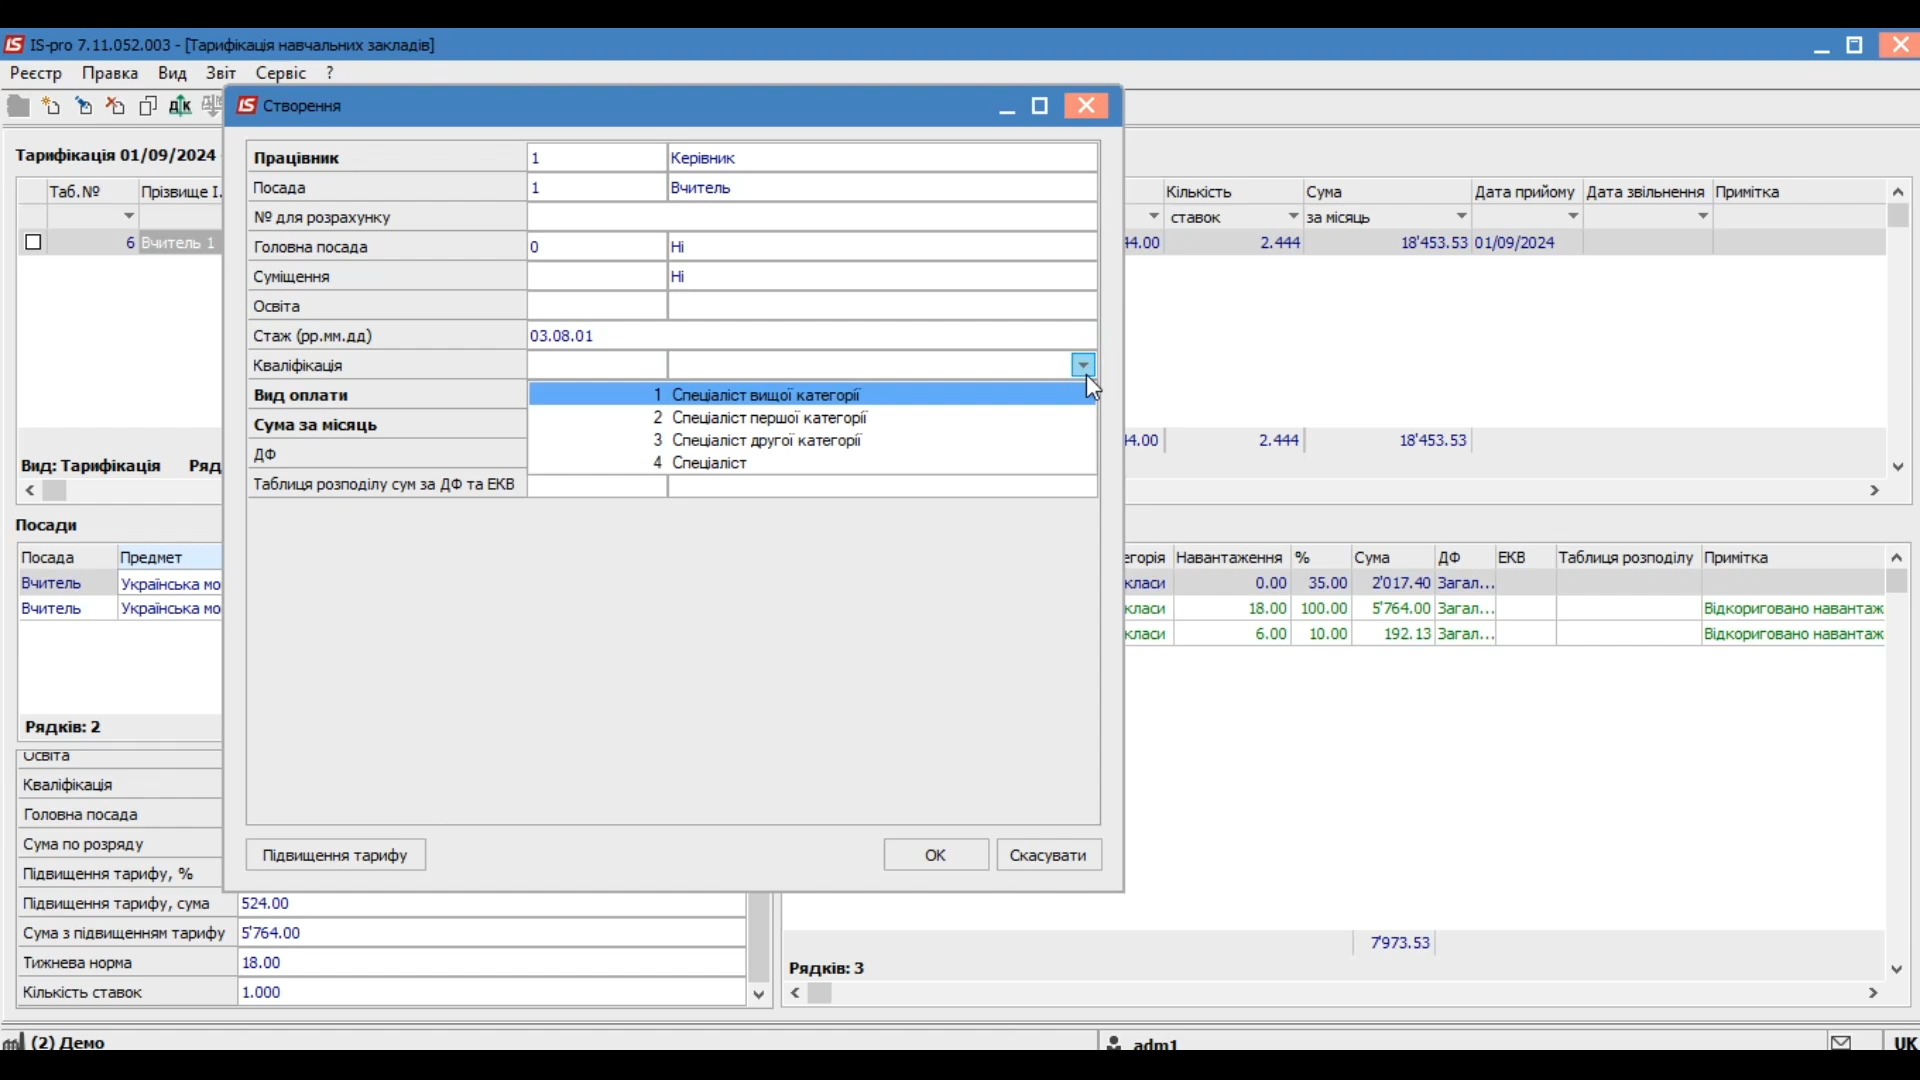 IS-pro 7.11.052.003 - [Тарифікація навчальних закладів]
Реєстр Правка Вид Звіт Сервіс ?
Створення
Тарифікація 01/09/2024
Таб.№ Прізвище І.
6 Вчитель 1
Кількість Сума Дата прийому Дата звільнення Примітка
ставок за місяць
44.00 2.444 18'453.53 01/09/2024
44.00 2.444 18'453.53
Вид: Тарифікація Ряд
Працівник 1 Керівник
Посада 1 Вчитель
№ для розрахунку
Головна посада 0 Ні
Суміщення Ні
Освіта
Стаж (рр.мм.дд) 03.08.01
Кваліфікація
Вид оплати
Сума за місяць
ДФ
Таблиця розподілу сум за ДФ та ЕКВ
1 Спеціаліст вищої категорії
2 Спеціаліст першої категорії
3 Спеціаліст другої категорії
4 Спеціаліст
Підвищення тарифу OK Скасувати
Посади
Посада Предмет
Вчитель Українська мо
Вчитель Українська мо
Рядків: 2
егорія Навантаження % Сума ДФ ЕКВ Таблиця розподілу Примітка
класи 0.00 35.00 2'017.40 Загал...
класи 18.00 100.00 5'764.00 Загал... Відкориговано навантаж
класи 6.00 10.00 192.13 Загал... Відкориговано навантаж
7'973.53
Рядків: 3
Освіта
Кваліфікація
Головна посада
Сума по розряду
Підвищення тарифу, %
Підвищення тарифу, сума 524.00
Сума з підвищенням тарифу 5'764.00
Тижнева норма 18.00
Кількість ставок 1.000
(2) Демо adm1 UK